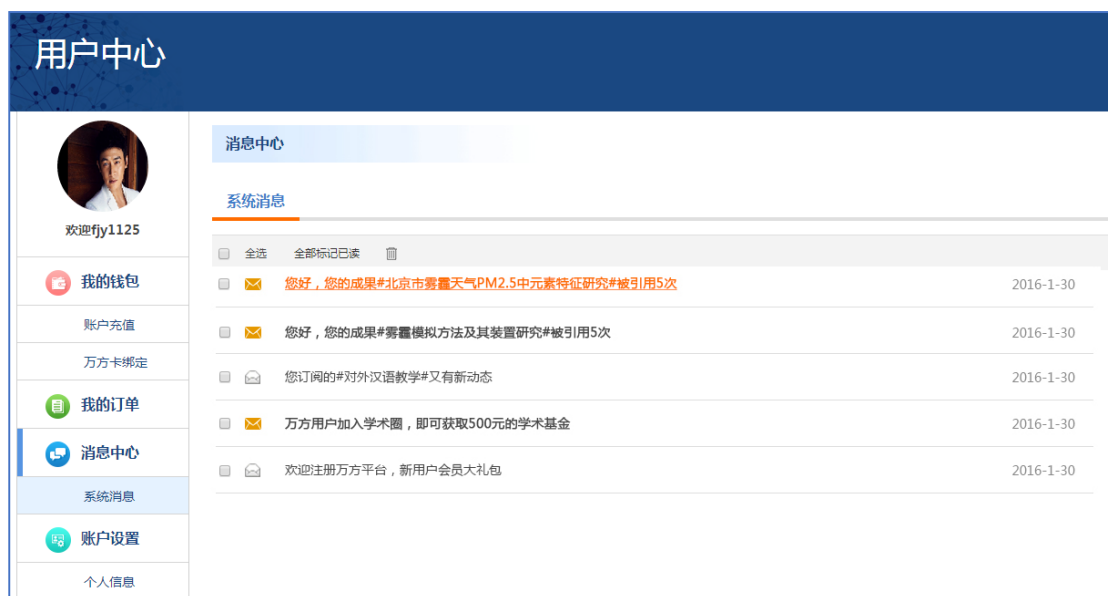 用户中心
欢迎fjy1125
我的钱包
账户充值
万方卡绑定
我的订单
消息中心
系统消息
账户设置
个人信息
消息中心
系统消息
全选 全部标记已读
您好，您的成果#北京市雾霾天气PM2.5中元素特征研究#被引用5次 2016-1-30
您好，您的成果#雾霾模拟方法及其装置研究#被引用5次 2016-1-30
您订阅的#对外汉语教学#又有新动态 2016-1-30
万方用户加入学术圈，即可获取500元的学术基金 2016-1-30
欢迎注册万方平台，新用户会员大礼包 2016-1-30